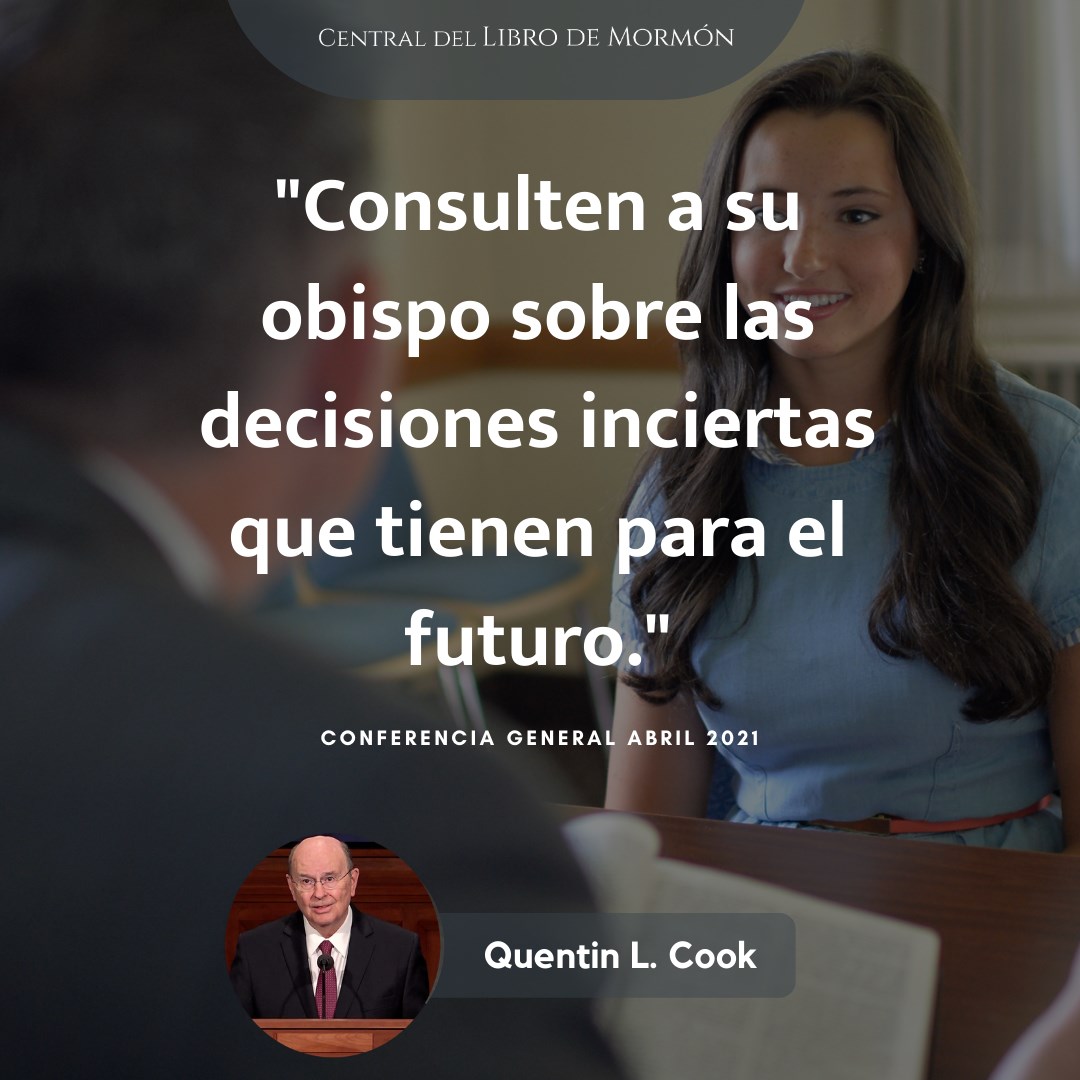 Central del Libro de Mormón
"Consulten a su
obispo sobre las
decisiones inciertas
que tienen para el
futuro."
CONFERENCIA GENERAL ABRIL 2021
Quentin L. Cook